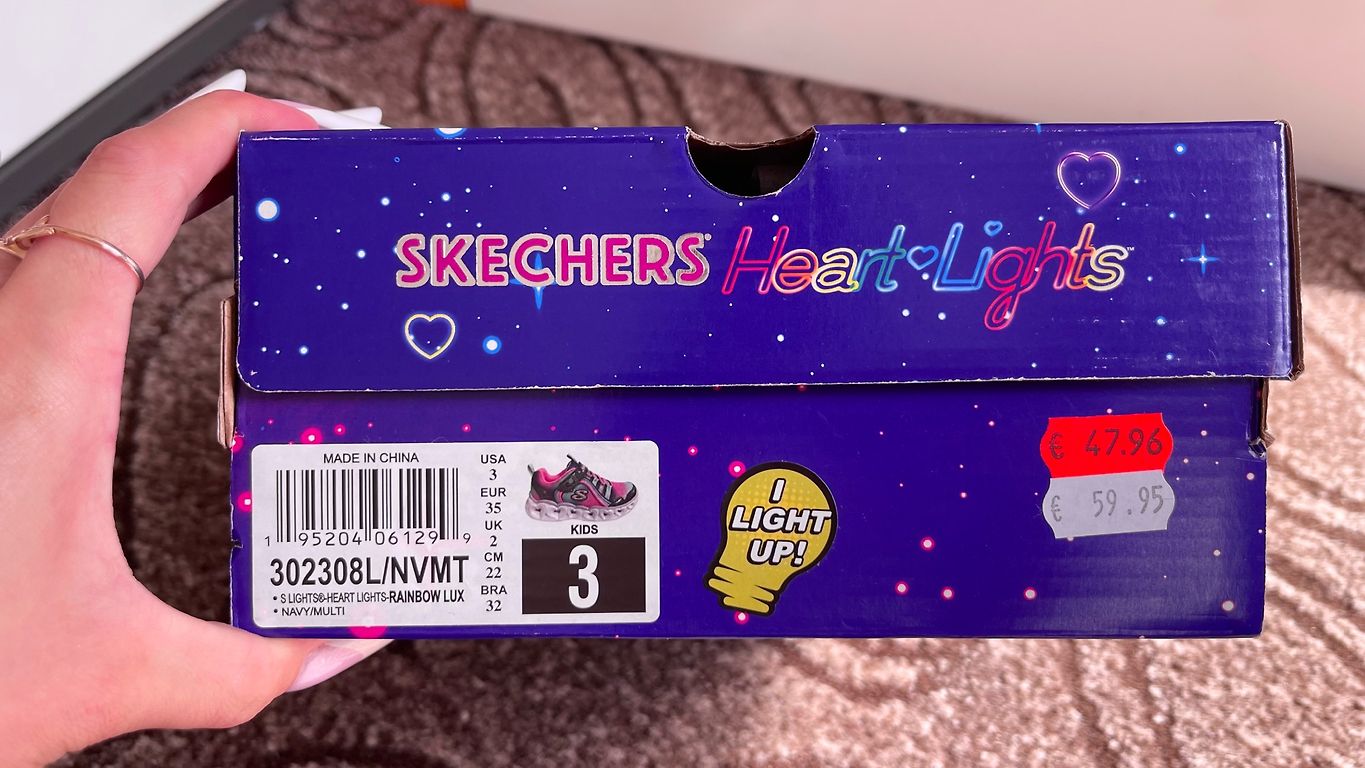 SKECHERS® Heart Lights™
MADE IN CHINA
1 95204 06129 9
302308L/NVMT
• S LIGHTS®-HEART LIGHTS-RAINBOW LUX
• NAVY/MULTI
USA
3
EUR
35
UK
2
CM
22
BRA
32
S
KIDS
3
I
LIGHT
UP!
€ 47.96
€ 59.95